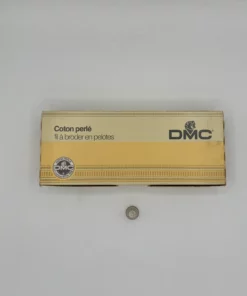 Coton perlé
fil à broder en pelotes
DMC